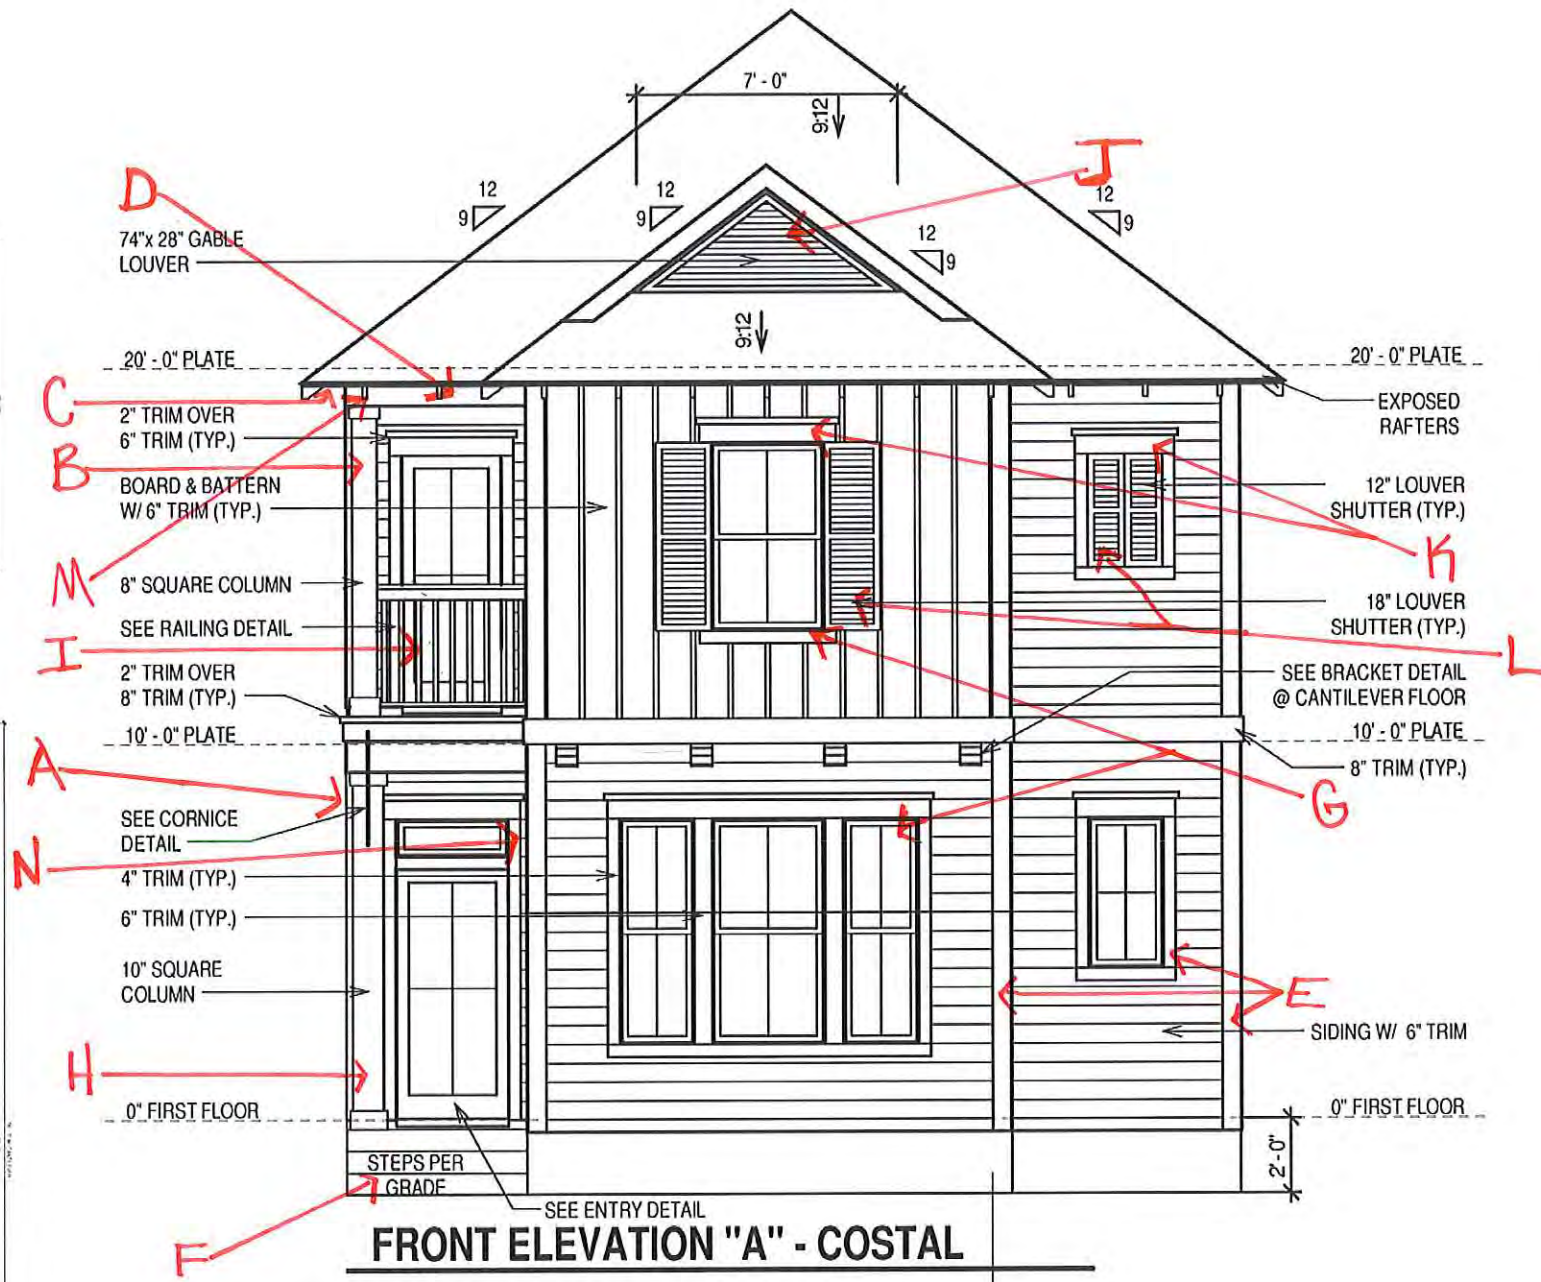 7' - 0"
9:12
J
D
12
9
12
9
12
9
12
9
74"x 28" GABLE
LOUVER
9:12
20' - 0" PLATE
20' - 0" PLATE
C
2" TRIM OVER
6" TRIM (TYP.)
EXPOSED
RAFTERS
B
BOARD & BATTERN
W/ 6" TRIM (TYP.)
12" LOUVER
SHUTTER (TYP.)
K
M
8" SQUARE COLUMN
18" LOUVER
SHUTTER (TYP.)
SEE RAILING DETAIL
I
L
2" TRIM OVER
8" TRIM (TYP.)
SEE BRACKET DETAIL
@ CANTILEVER FLOOR
10' - 0" PLATE
10' - 0" PLATE
A
8" TRIM (TYP.)
G
SEE CORNICE
DETAIL
N
4" TRIM (TYP.)
6" TRIM (TYP.)
10" SQUARE
COLUMN
E
SIDING W/ 6" TRIM
H
0" FIRST FLOOR
0" FIRST FLOOR
2' - 0"
STEPS PER
GRADE
SEE ENTRY DETAIL
F
FRONT ELEVATION "A" - COSTAL